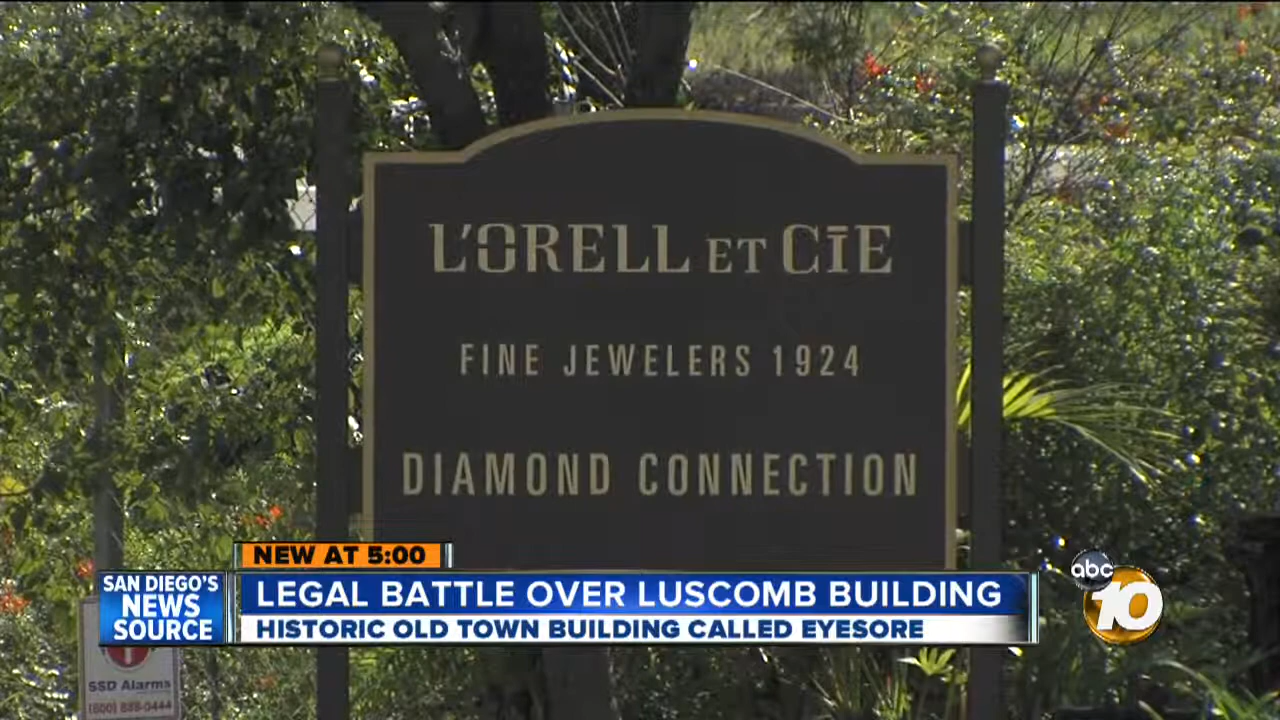 L'ORELL ET CIE
FINE JEWELERS 1924
DIAMOND CONNECTION
NEW AT 5:00
SAN DIEGO'S
NEWS
SOURCE
LEGAL BATTLE OVER LUSCOMB BUILDING
HISTORIC OLD TOWN BUILDING CALLED EYESORE
abc
10
SSD Alarms